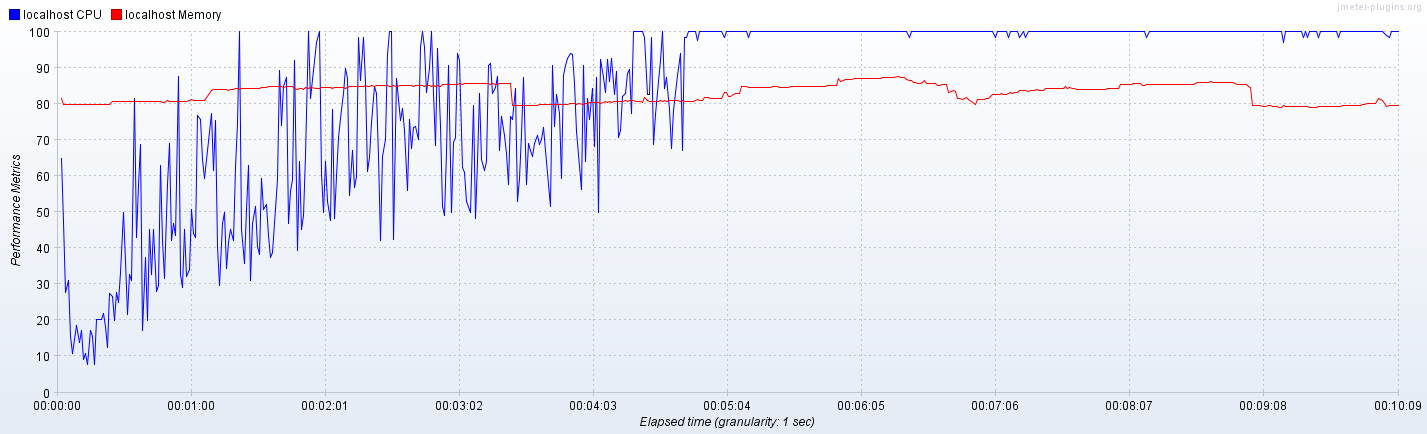 localhost CPU localhost Memory
jmeter-plugins.org
100
90
80
70
60
50
40
30
20
10
0
Performance Metrics
00:00:00 00:01:00 00:02:01 00:03:02 00:04:03 00:05:04 00:06:05 00:07:06 00:08:07 00:09:08 00:10:09
Elapsed time (granularity: 1 sec)